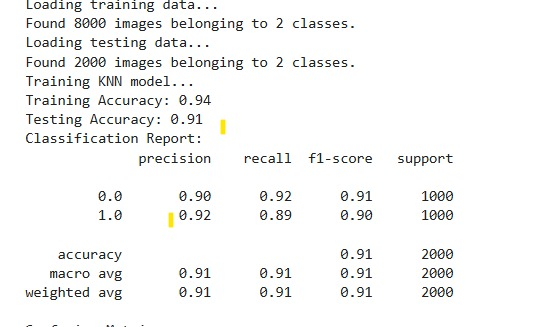 Loading training data...
Found 8000 images belonging to 2 classes.
Loading testing data...
Found 2000 images belonging to 2 classes.
Training KNN model...
Training Accuracy: 0.94
Testing Accuracy: 0.91
Classification Report:
precision recall f1-score support
0.0 0.90 0.92 0.91 1000
1.0 0.92 0.89 0.90 1000
accuracy 0.91 2000
macro avg 0.91 0.91 0.91 2000
weighted avg 0.91 0.91 0.91 2000